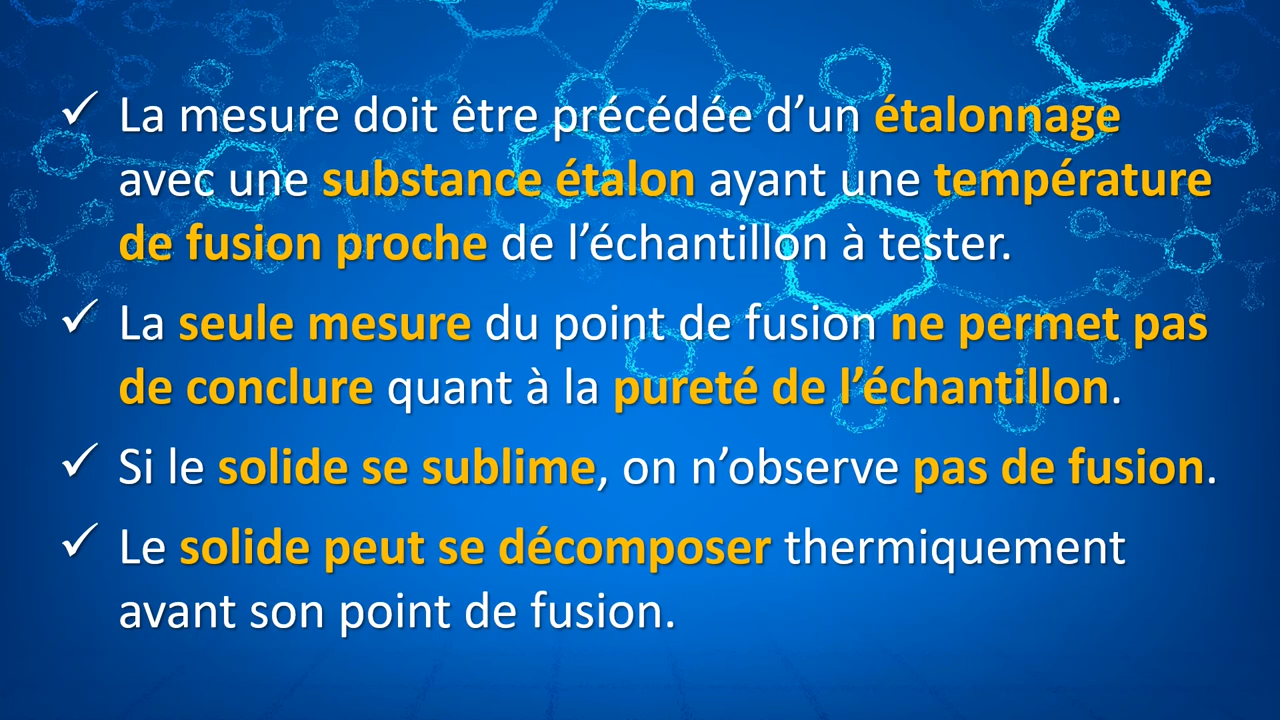 ✓ La mesure doit être précédée d’un étalonnage
avec une substance étalon ayant une température
de fusion proche de l’échantillon à tester.
✓ La seule mesure du point de fusion ne permet pas
de conclure quant à la pureté de l’échantillon.
✓ Si le solide se sublime, on n’observe pas de fusion.
✓ Le solide peut se décomposer thermiquement
avant son point de fusion.